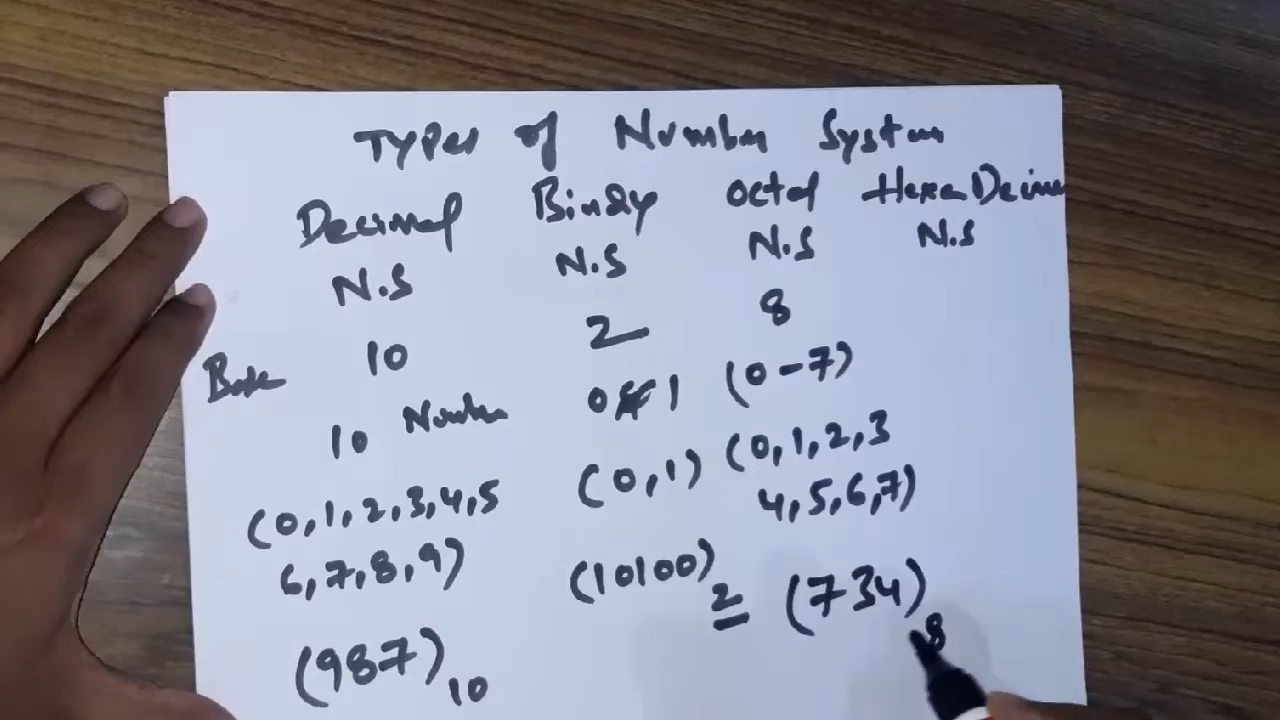 Types of Number System
Decimal Binary Octal Hexa Decimal
N.S N.S N.S N.S
Base 10 2 8
10 Number 0 1 (0-7)
(0,1,2,3,4,5 (0,1) (0,1,2,3
6,7,8,9) 4,5,6,7)
(987)10 (10100)2 (734)8